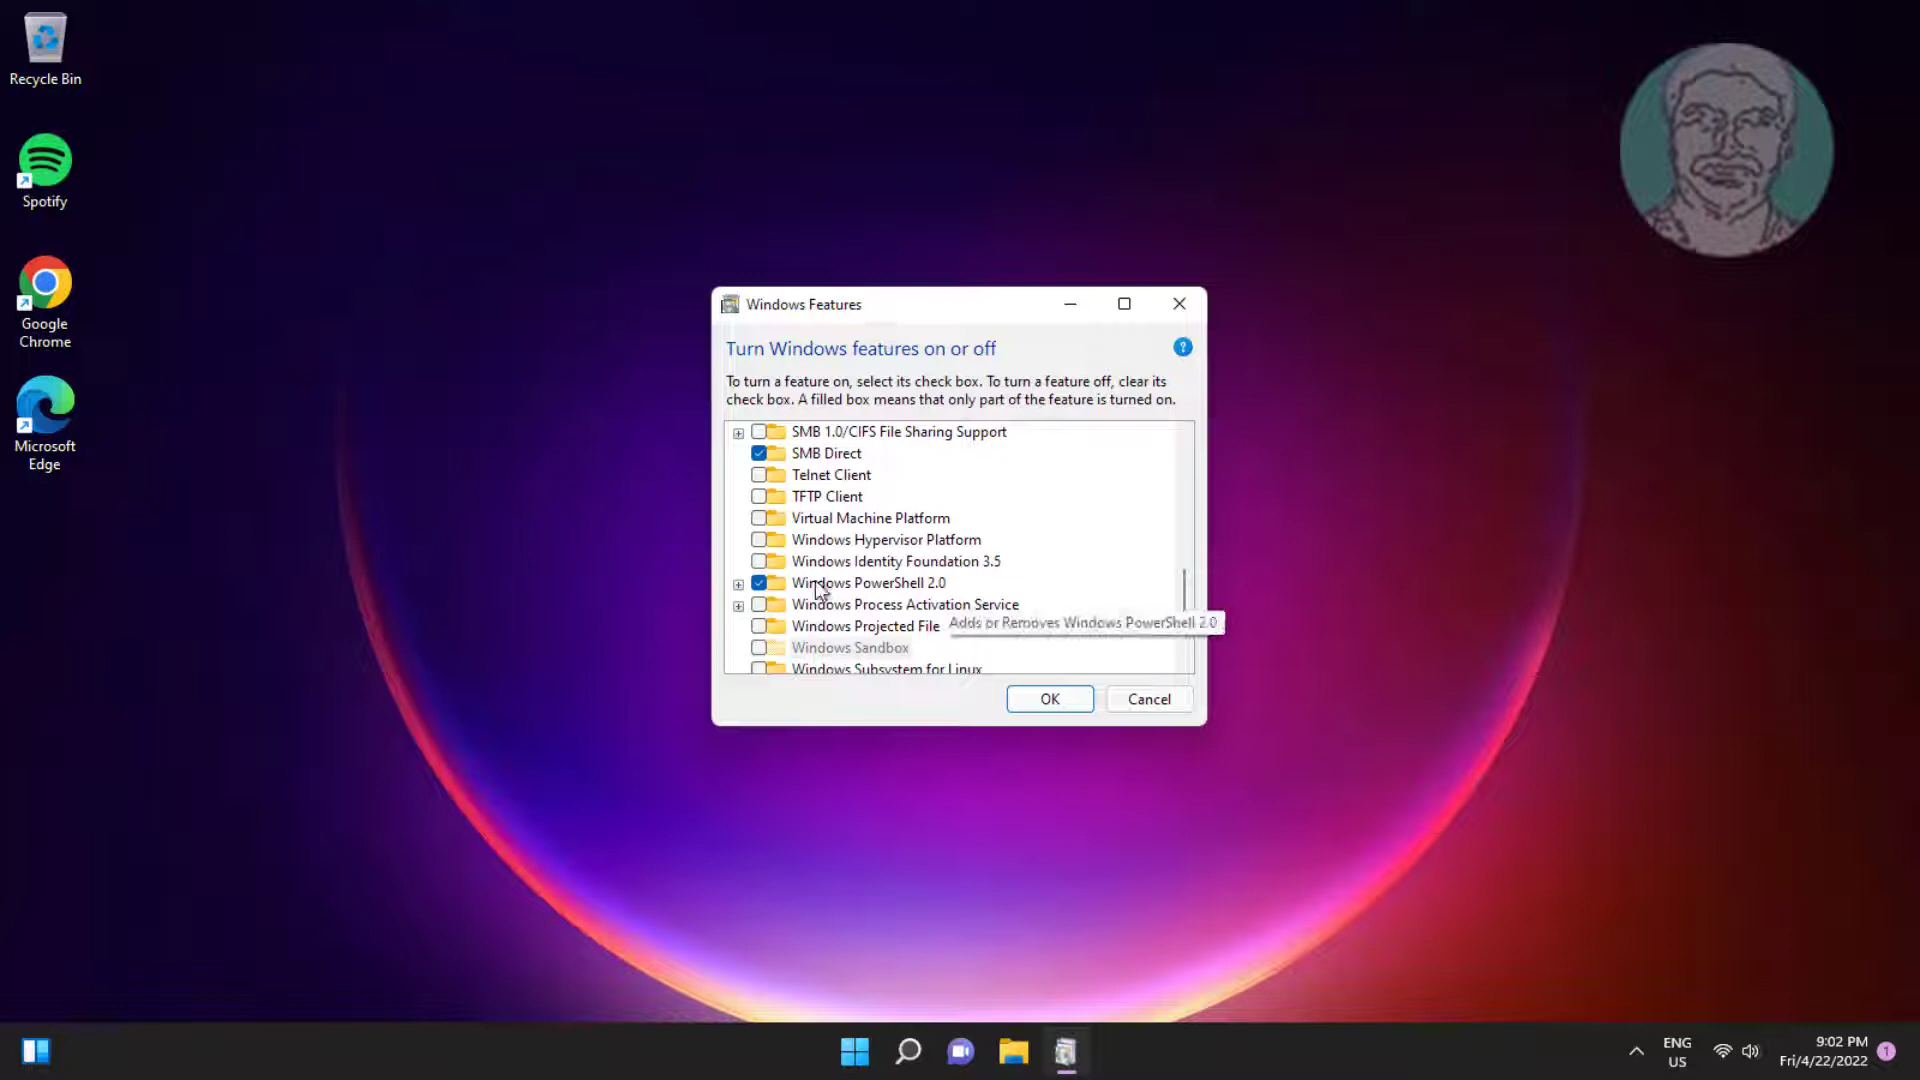 Recycle Bin
Spotify
Google
Chrome
Microsoft
Edge
Windows Features
Turn Windows features on or off
?
To turn a feature on, select its check box. To turn a feature off, clear its
check box. A filled box means that only part of the feature is turned on.
SMB 1.0/CIFS File Sharing Support
SMB Direct
Telnet Client
TFTP Client
Virtual Machine Platform
Windows Hypervisor Platform
Windows Identity Foundation 3.5
Windows PowerShell 2.0
Windows Process Activation Service
Windows Projected File
Adds or Removes Windows PowerShell 2.0
Windows Sandbox
Windows Subsystem for Linux
OK
Cancel
ENG
US
9:02 PM
Fri/4/22/2022
1